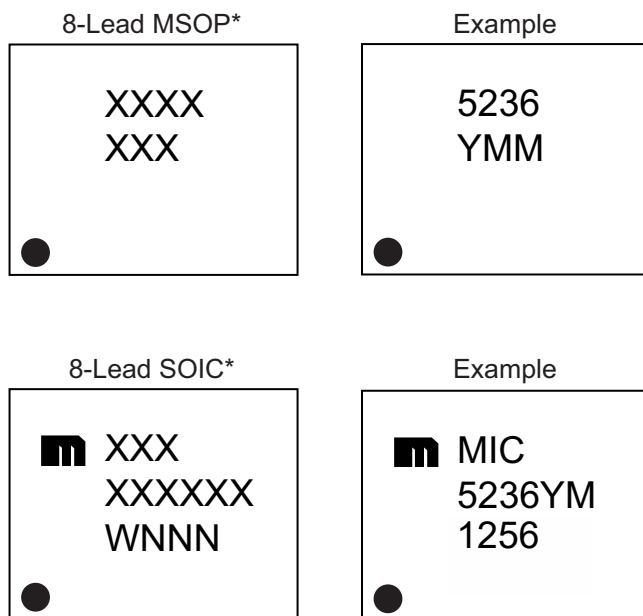 8-Lead MSOP*
Example
XXXX
XXX
5236
YMM
8-Lead SOIC*
Example
XXX
XXXXXX
WNNN
MIC
5236YM
1256